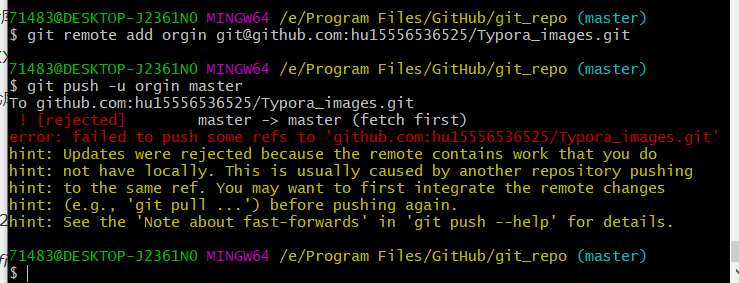 71483@DESKTOP-J2361NO MINGW64 /e/Program Files/GitHub/git_repo (master)
$ git remote add orgin git@github.com:hu15556536525/Typora_images.git
71483@DESKTOP-J2361NO MINGW64 /e/Program Files/GitHub/git_repo (master)
$ git push -u orgin master
To github.com:hu15556536525/Typora_images.git
! [rejected] master -> master (fetch first)
error: failed to push some refs to 'github.com:hu15556536525/Typora_images.git'
hint: Updates were rejected because the remote contains work that you do
hint: not have locally. This is usually caused by another repository pushing
hint: to the same ref. You may want to first integrate the remote changes
hint: (e.g., 'git pull ...') before pushing again.
hint: See the 'Note about fast-forwards' in 'git push --help' for details.
71483@DESKTOP-J2361NO MINGW64 /e/Program Files/GitHub/git_repo (master)
$